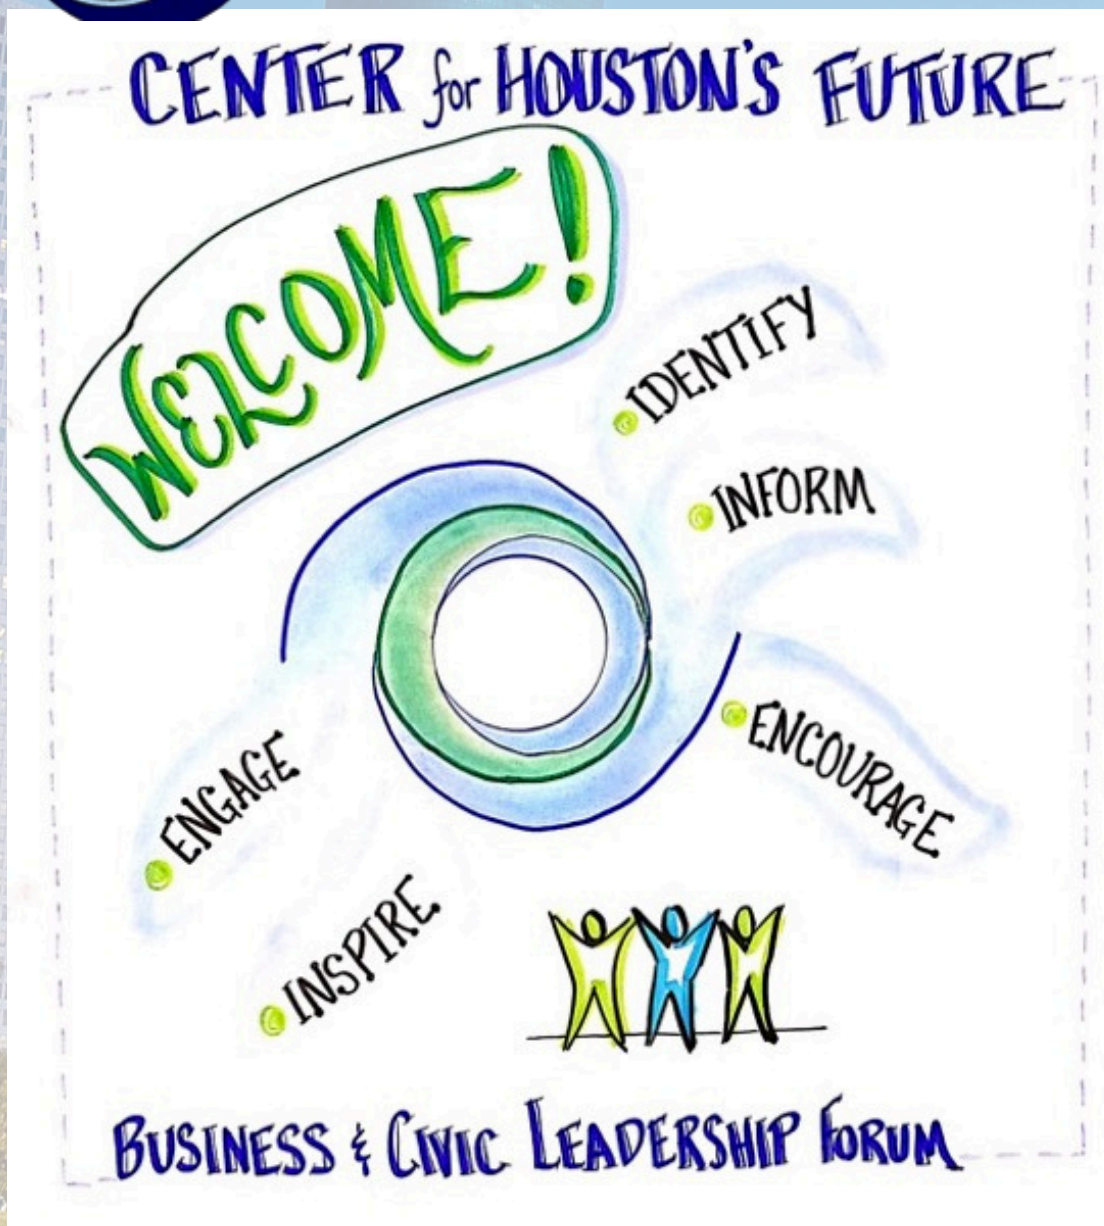 CENTER for HOUSTON'S FUTURE
WELCOME!
IDENTIFY
INFORM
ENCOURAGE
ENGAGE
INSPIRE
BUSINESS & CIVIC LEADERSHIP FORUM